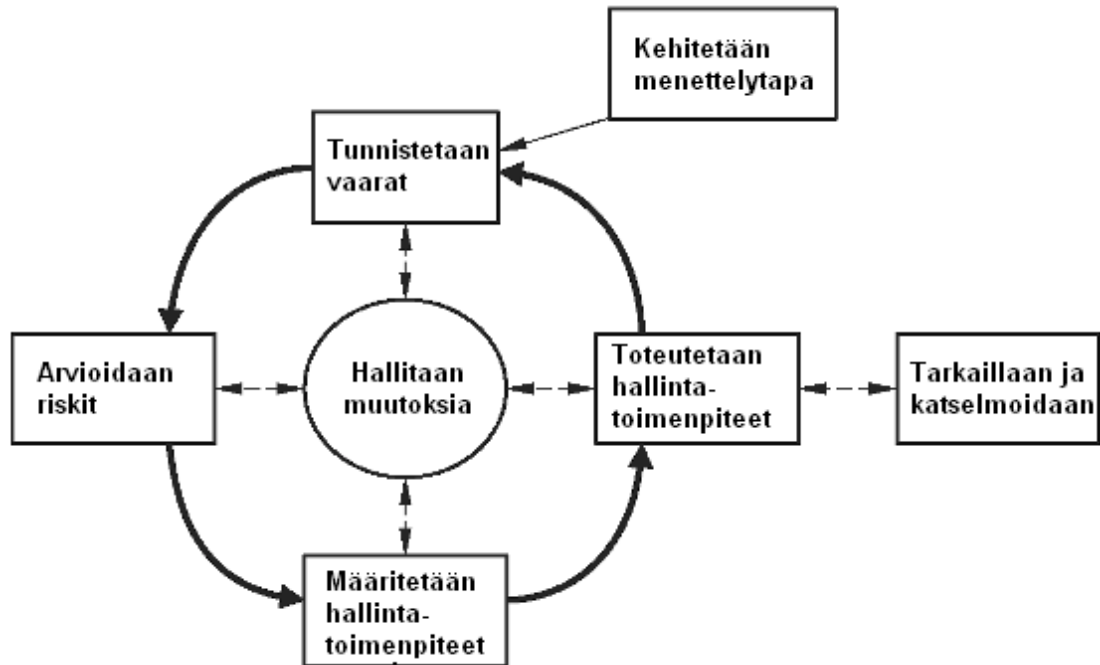 Kehitetään
menettelytapa
Tunnistetaan
vaarat
Arvioidaan
riskit
Hallitaan
muutoksia
Toteutetaan
hallinta-
toimenpiteet
Tarkaillaan ja
katselmoidaan
Määritetään
hallinta-
toimenpiteet